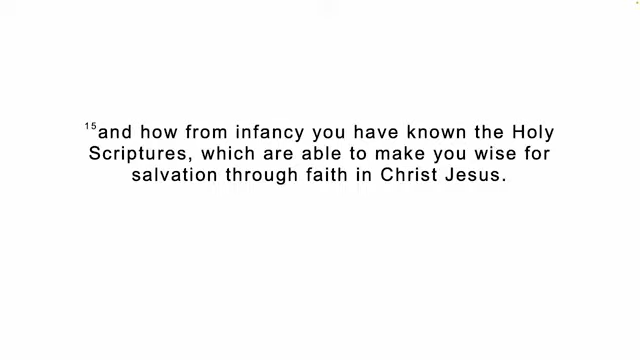 15and how from infancy you have known the Holy
Scriptures, which are able to make you wise for
salvation through faith in Christ Jesus.